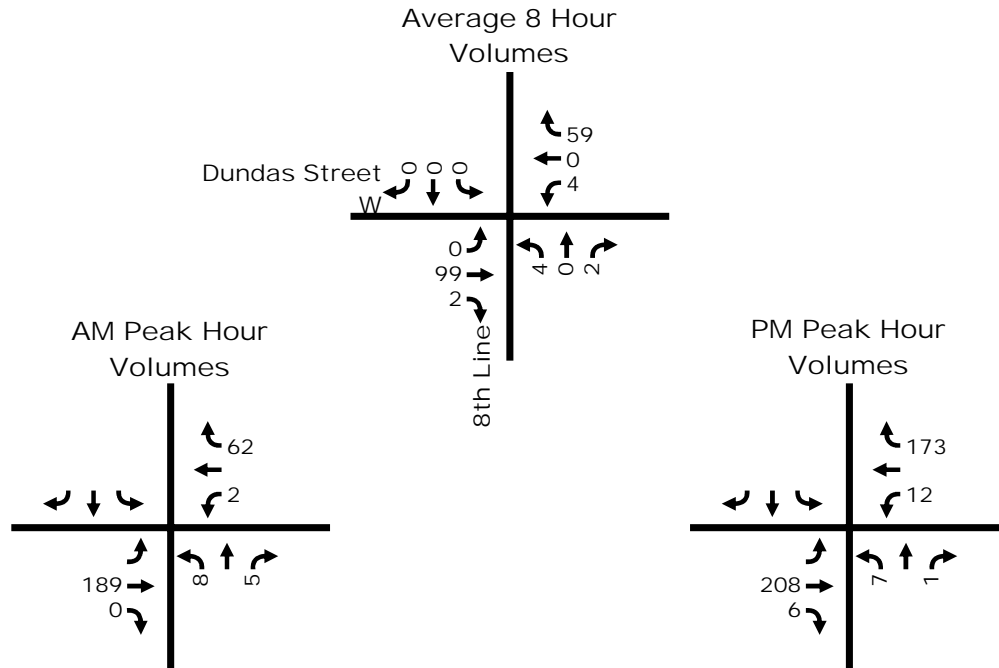 Average 8 Hour
Volumes
59
0
4
Dundas Street
W
0 0 0
0
99
2
4 0 2
8th Line
AM Peak Hour
Volumes
62
2
189
0
8 5
PM Peak Hour
Volumes
173
12
208
6
7 1